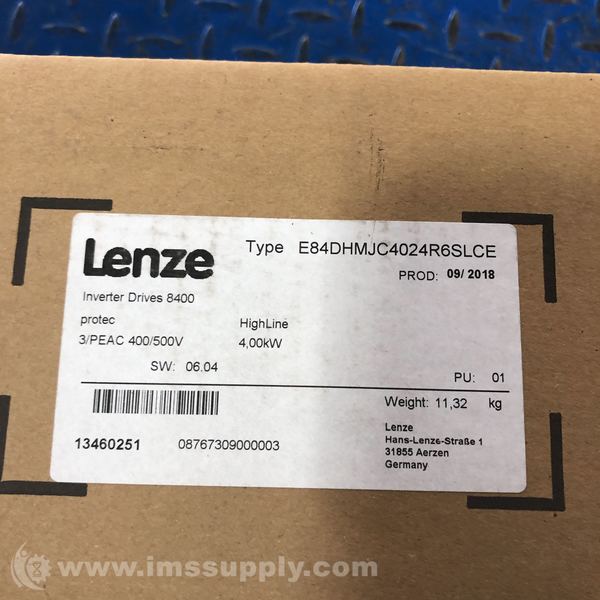 Lenze
Type E84DHMJC4024R6SLCE
PROD: 09/ 2018
Inverter Drives 8400
protec HighLine
3/PEAC 400/500V 4,00kW
SW: 06.04
PU: 01
Weight: 11,32 kg
13460251 08767309000003
Lenze
Hans-Lenze-Straße 1
31855 Aerzen
Germany
www.imssupply.com